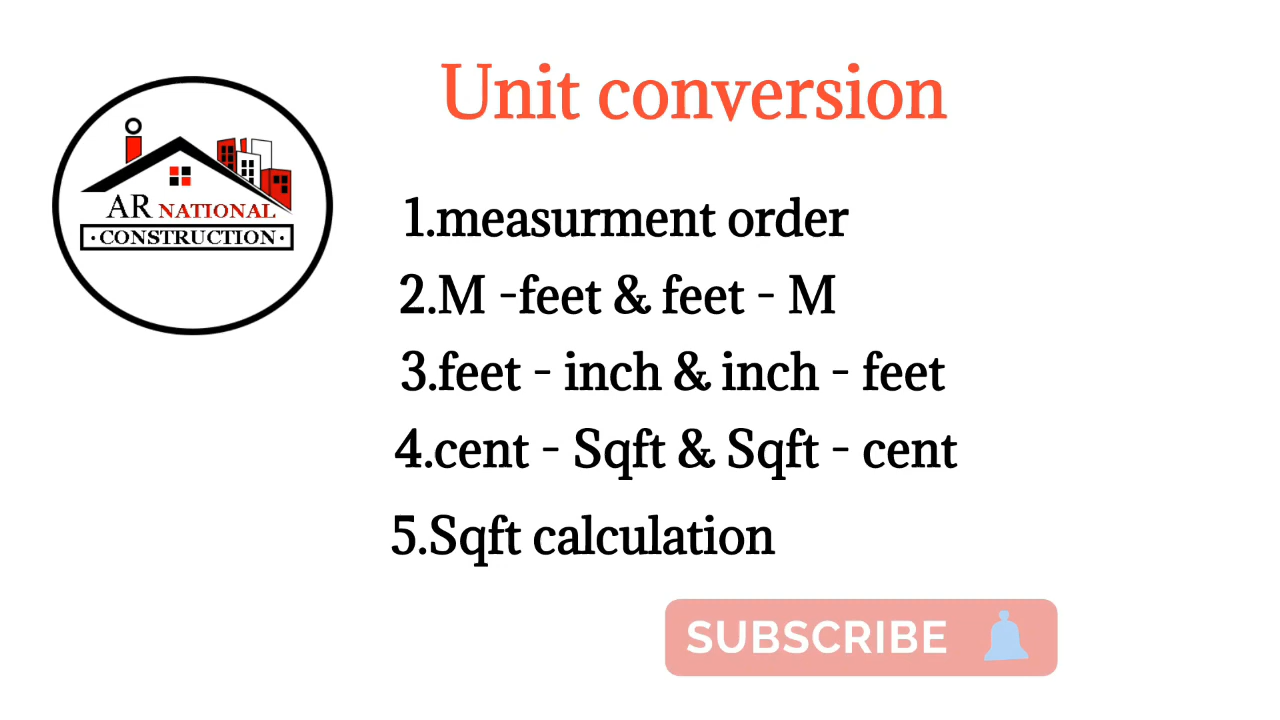 Unit conversion
AR NATIONAL
·CONSTRUCTION·
1.measurment order
2.M -feet & feet - M
3.feet - inch & inch - feet
4.cent - Sqft & Sqft - cent
5.Sqft calculation
SUBSCRIBE